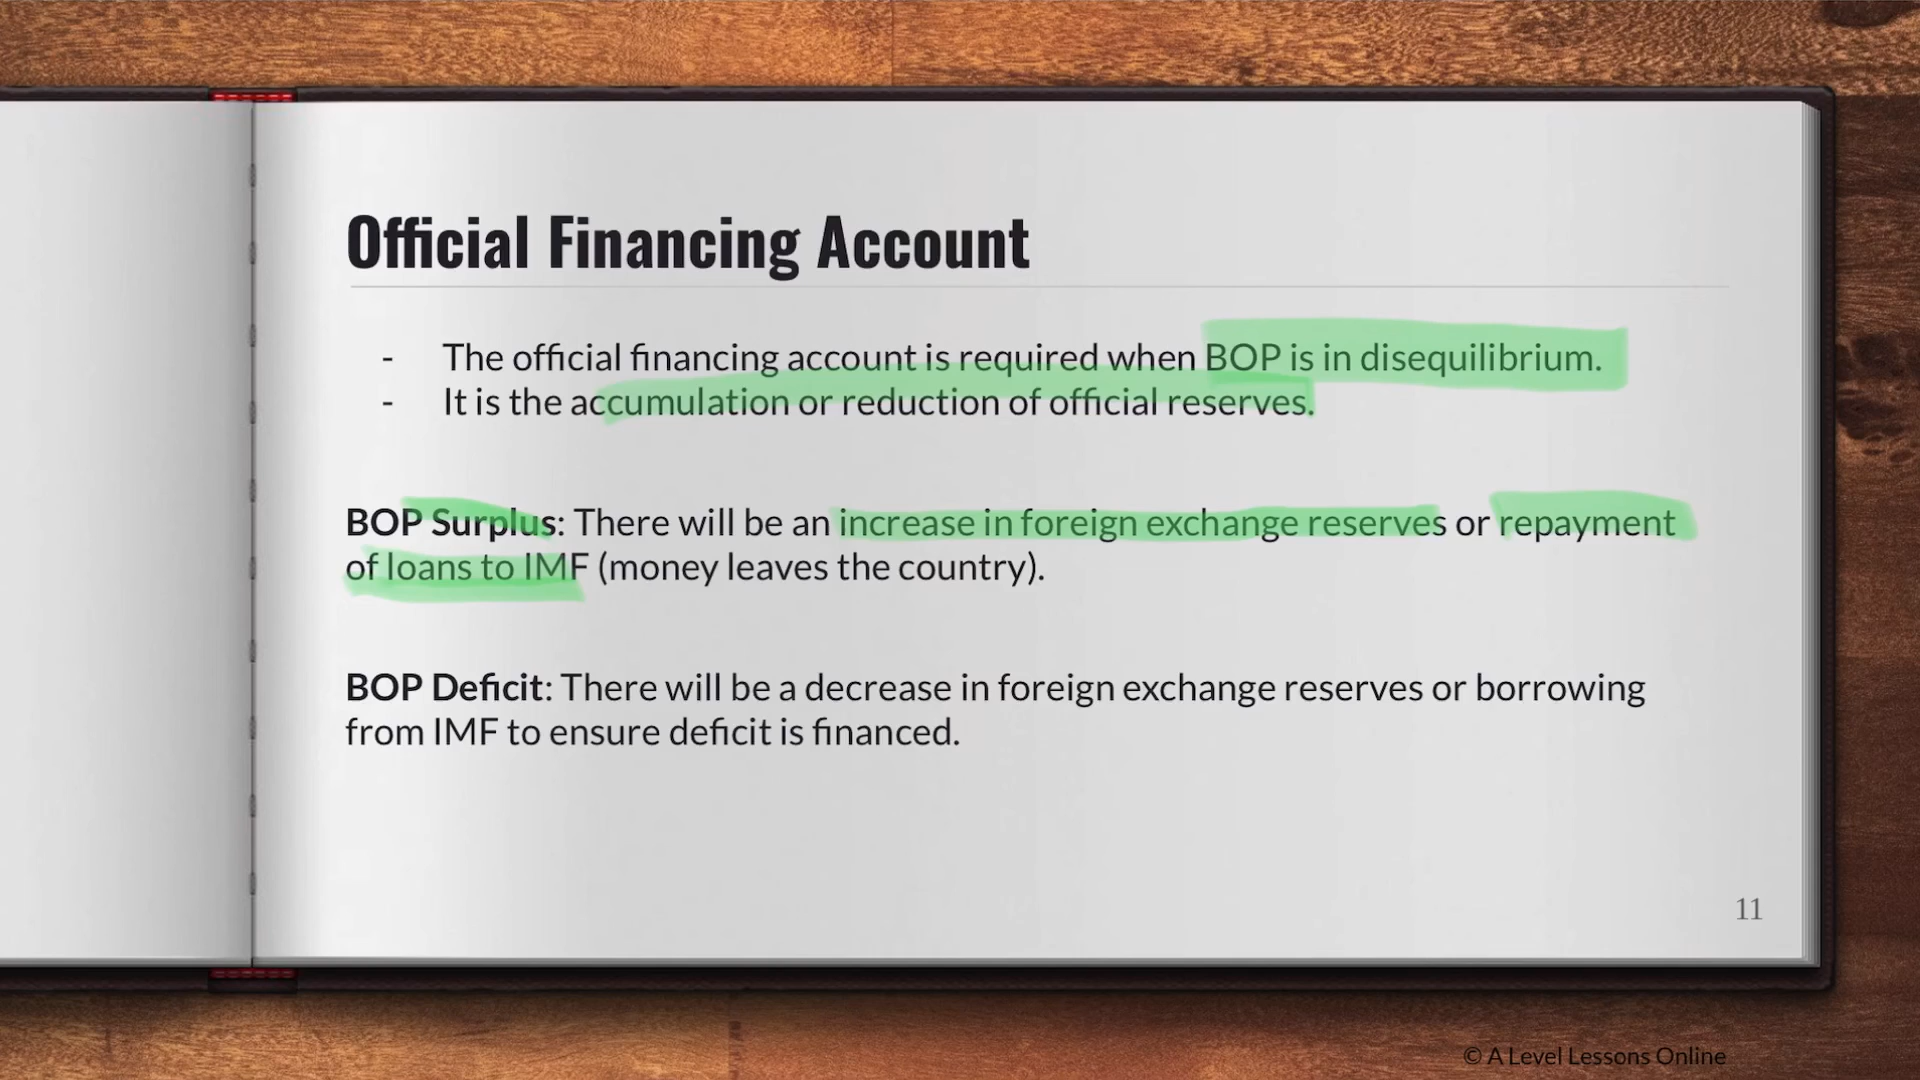 Official Financing Account
- The official financing account is required when BOP is in disequilibrium.
- It is the accumulation or reduction of official reserves.
BOP Surplus: There will be an increase in foreign exchange reserves or repayment
of loans to IMF (money leaves the country).
BOP Deficit: There will be a decrease in foreign exchange reserves or borrowing
from IMF to ensure deficit is financed.
11
© A Level Lessons Online